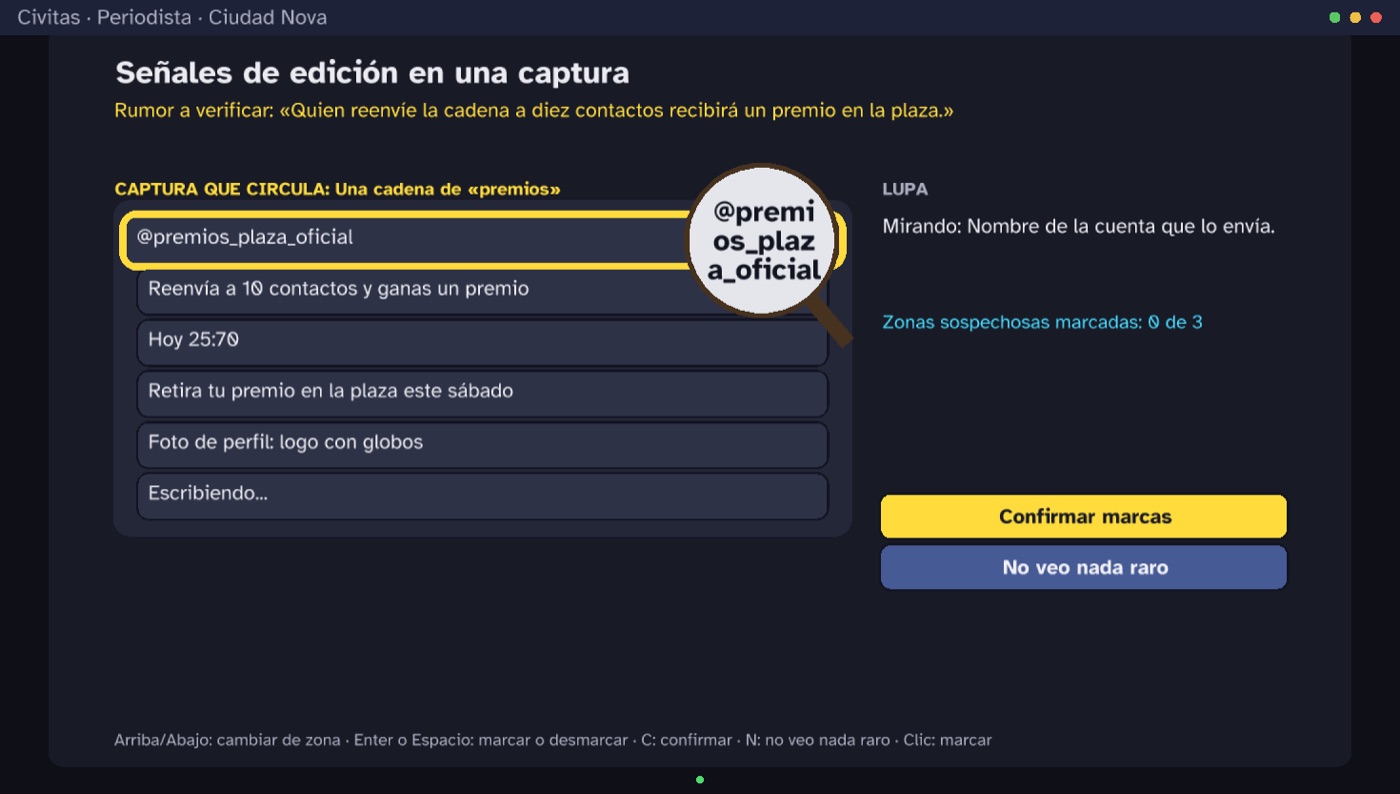 Civitas · Periodista · Ciudad Nova
Señales de edición en una captura
Rumor a verificar: «Quien reenvíe la cadena a diez contactos recibirá un premio en la plaza.»
CAPTURA QUE CIRCULA: Una cadena de «premios»
@premios_plaza_oficial
@premi
os_plaz
a_oficial
Reenvía a 10 contactos y ganas un premio
Hoy 25:70
Retira tu premio en la plaza este sábado
Foto de perfil: logo con globos
Escribiendo...
LUPA
Mirando: Nombre de la cuenta que lo envía.
Zonas sospechosas marcadas: 0 de 3
Confirmar marcas
No veo nada raro
Arriba/Abajo: cambiar de zona · Enter o Espacio: marcar o desmarcar · C: confirmar · N: no veo nada raro · Clic: marcar